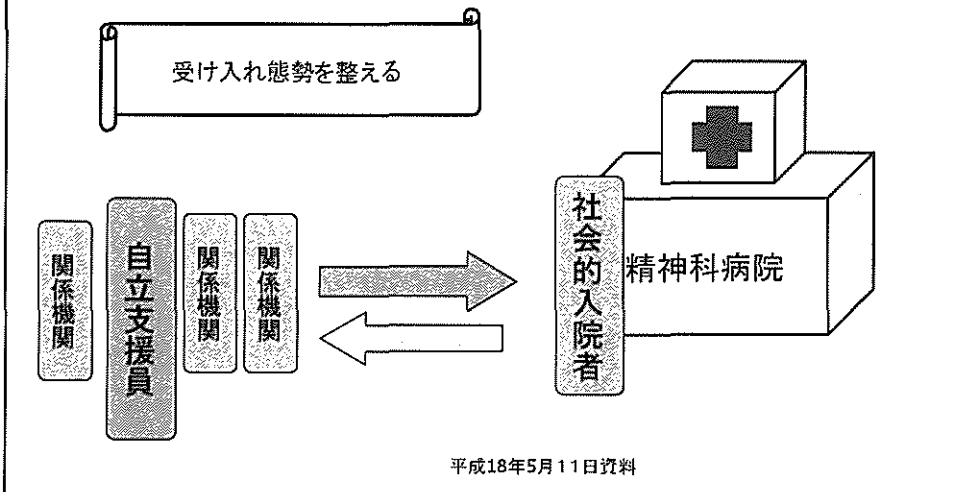 受け入れ態勢を整える
関係機関
自立支援員
関係機関
関係機関
社会的入院者
精神科病院
平成18年5月11日資料